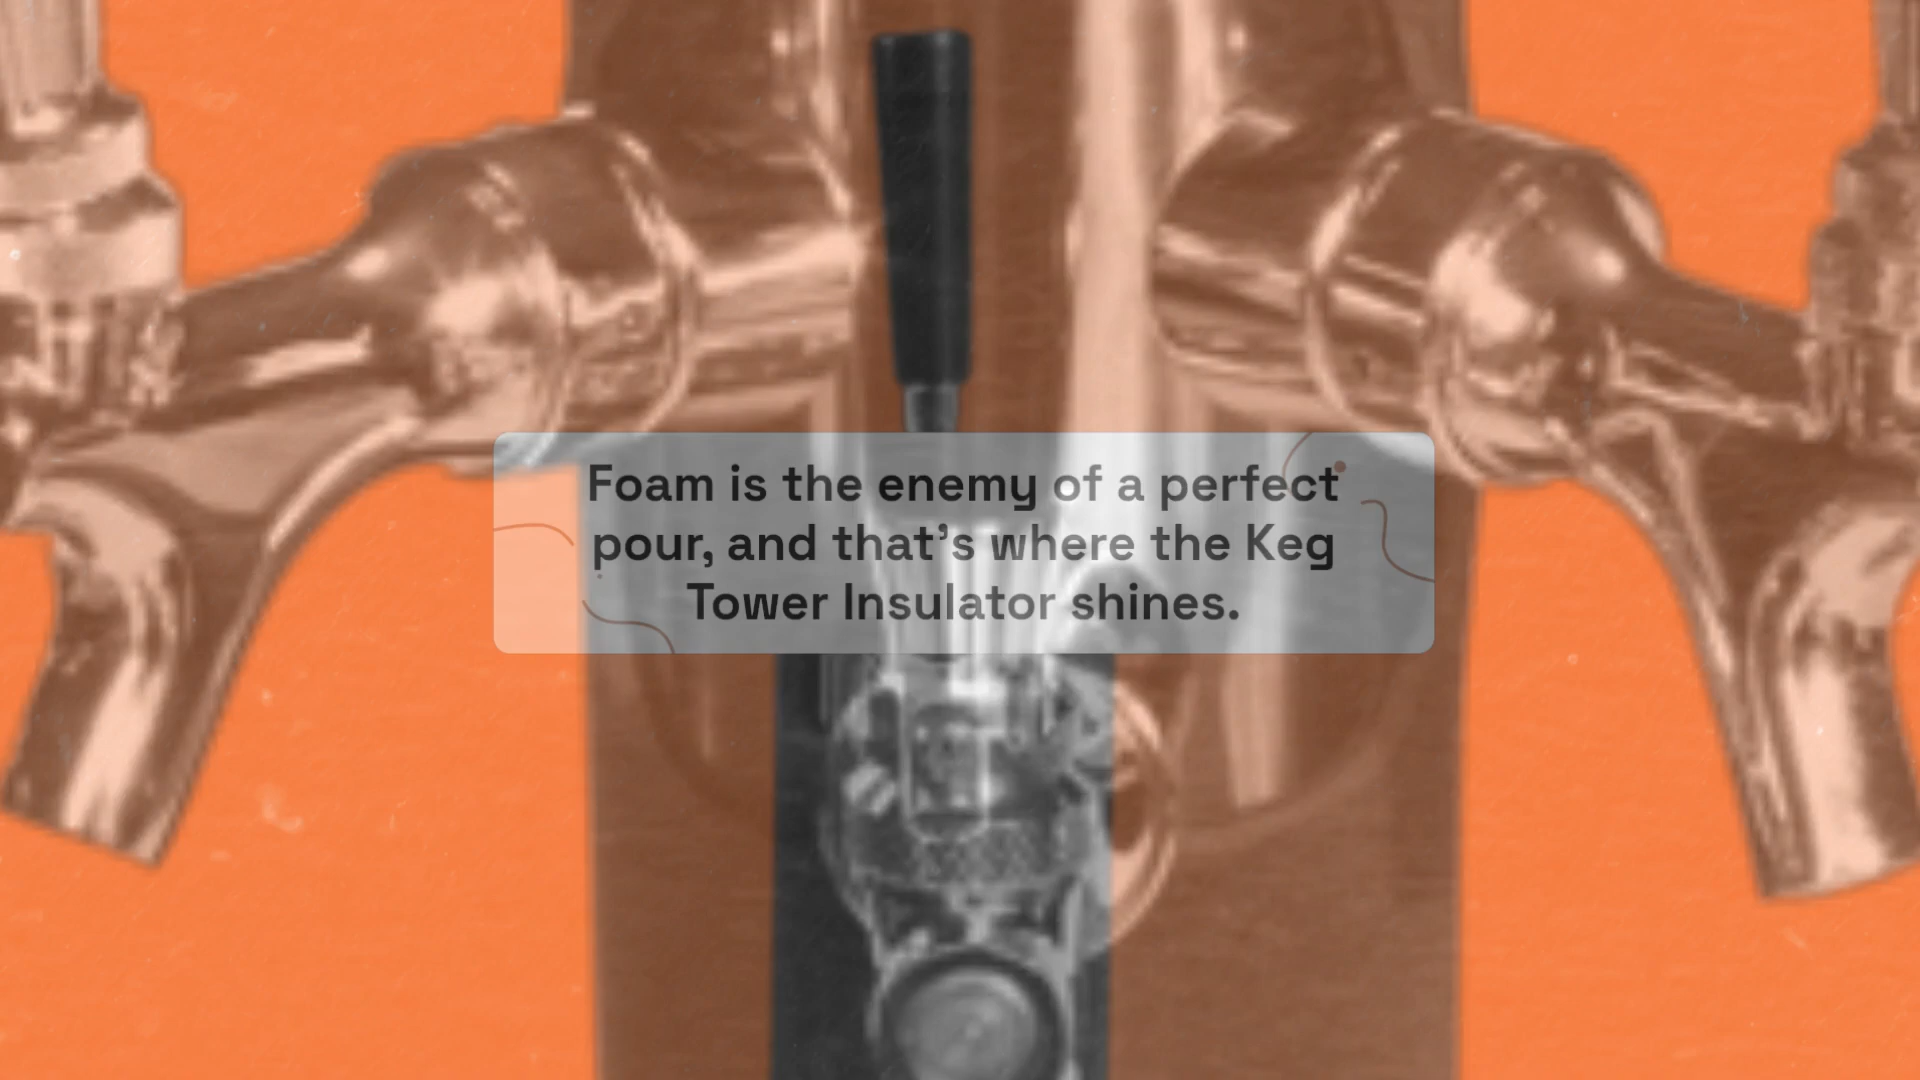 Foam is the enemy of a perfect
pour, and that’s where the Keg
Tower Insulator shines.